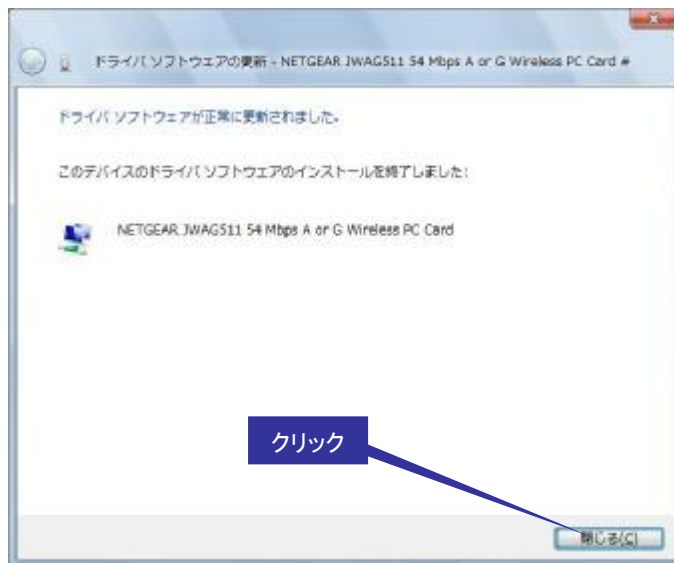 ドライバ ソフトウェアの更新 - NETGEAR JWAG511 54 Mbps A or G Wireless PC Card #
ドライバ ソフトウェアが正常に更新されました。
このデバイスのドライバ ソフトウェアのインストールを終了しました:
NETGEAR JWAG511 54 Mbps A or G Wireless PC Card
クリック
閉じる(C)